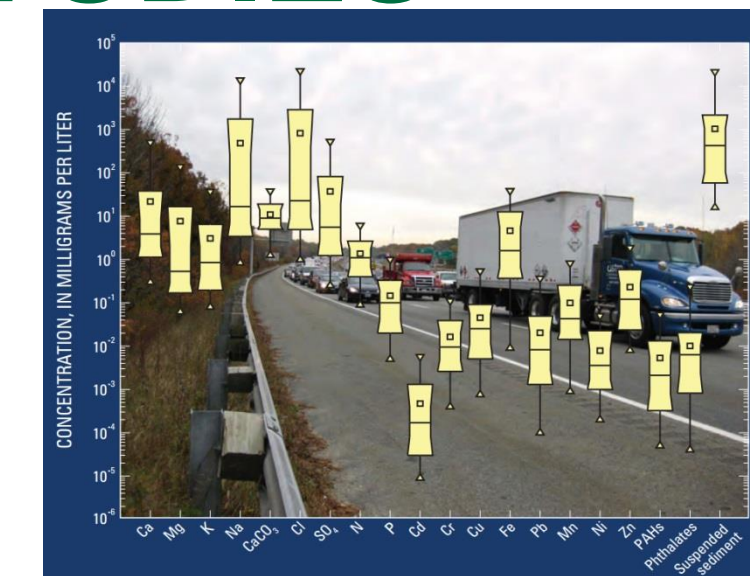 CONCENTRATION, IN MILLIGRAMS PER LITER
10⁵
10⁴
10³
10²
10¹
10⁰
10⁻¹
10⁻²
10⁻³
10⁻⁴
10⁻⁵
10⁻⁶
Ca
Mg
K
Na
CaCO₃
Cl
SO₄
N
P
Cd
Cr
Cu
Fe
Pb
Mn
Ni
Zn
PAHs
Phthalates
Suspended
sediment